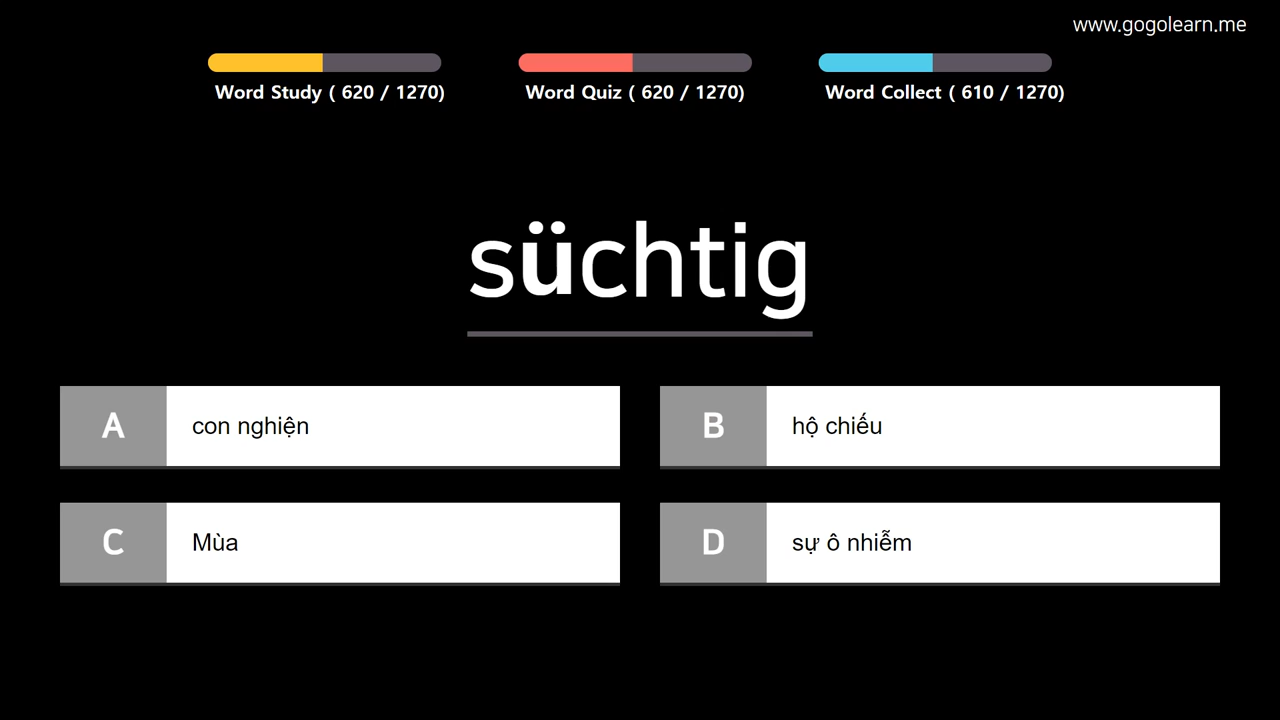 www.gogolearn.me
Word Study ( 620 / 1270)
Word Quiz ( 620 / 1270)
Word Collect ( 610 / 1270)
süchtig
A con nghiện
B hộ chiếu
C Mùa
D sự ô nhiễm